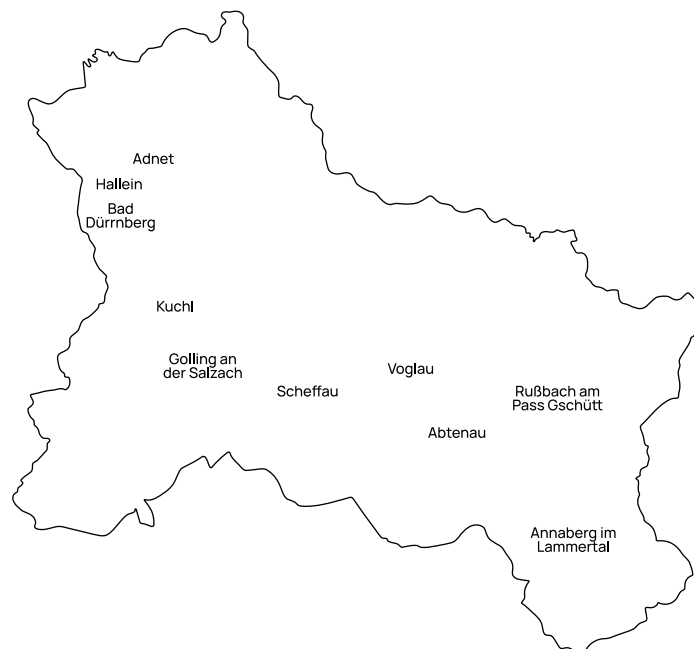 Adnet
Hallein
Bad
Dürrnberg
Kuchl
Golling an
der Salzach
Scheffau
Voglau
Rußbach am
Pass Gschütt
Abtenau
Annaberg im
Lammertal